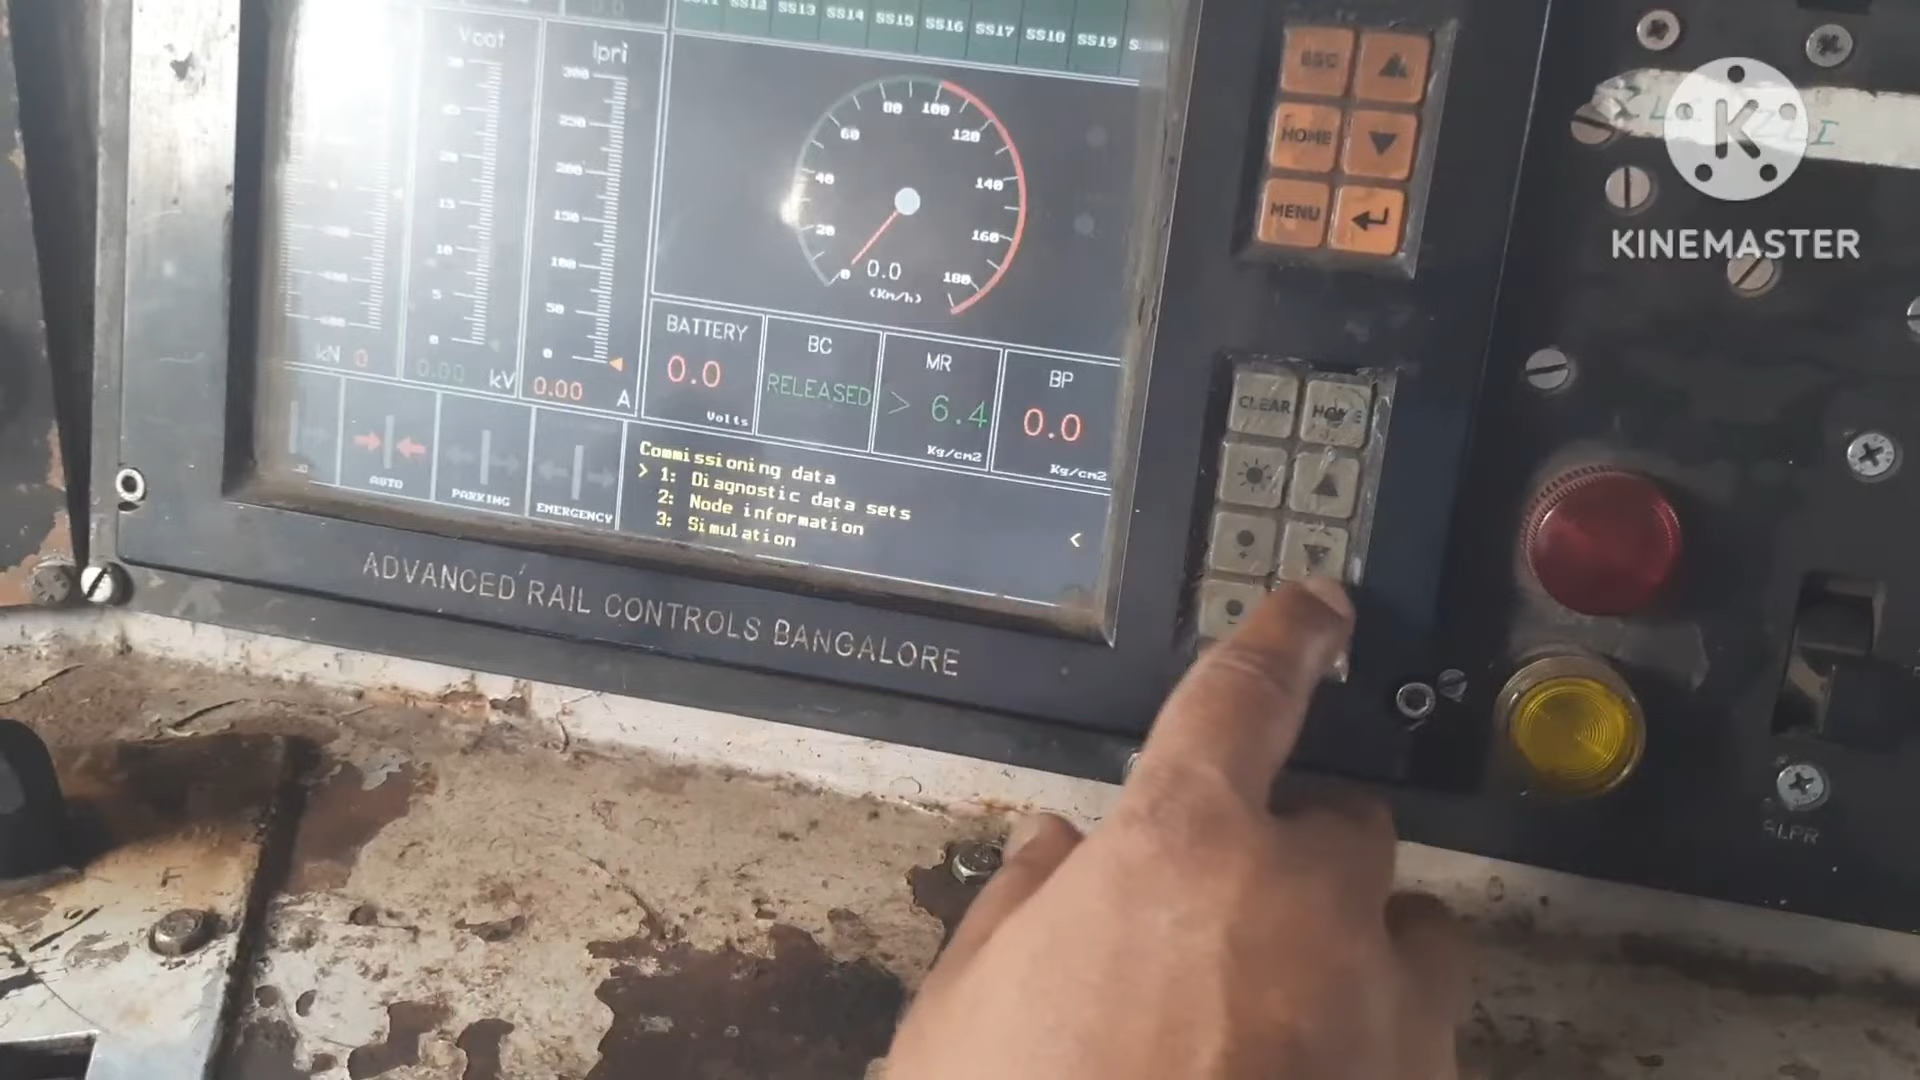 SS12 SS13 SS14 SS15 SS16 SS17 SS18 SS19
Vcat
Ipri
30
20
15
10
5
0
300
250
200
150
100
50
0
kN 0
0.00 kV
0.00 A
0 20 40 60 80 100 120 140 160 180
0.0
(Km/h)
BATTERY
0.0
Volts
BC
RELEASED
MR
> 6.4
Kg/cm2
BP
0.0
Kg/cm2
AUTO
PARKING
EMERGENCY
Commissioning data
> 1: Diagnostic data sets
2: Node information
3: Simulation <
ADVANCED RAIL CONTROLS BANGALORE
ESC
HOME
MENU
CLEAR
HOME
K
KINEMASTER
F